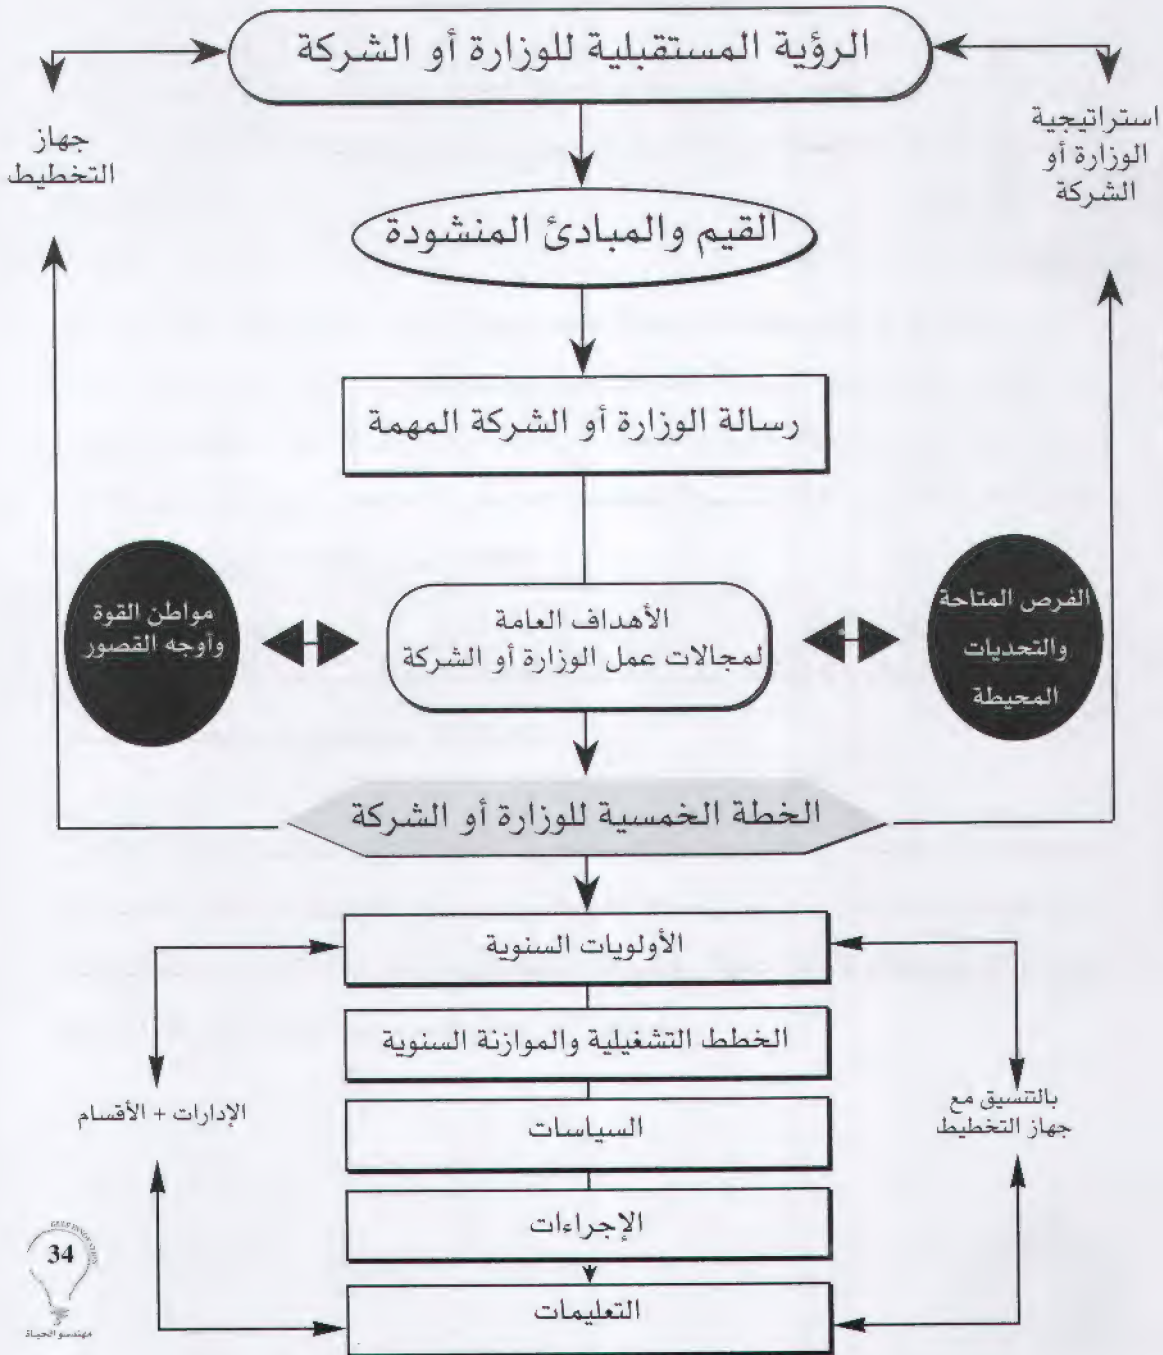 الرؤية المستقبلية للوزارة أو الشركة
استراتيجية
الوزارة أو
الشركة
جهاز
التخطيط
القيم والمبادئ المنشودة
رسالة الوزارة أو الشركة المهمة
الفرص المتاحة
والتحديات
المحيطة
الأهداف العامة
لمجالات عمل الوزارة أو الشركة
مواطن القوة
وأوجه القصور
الخطة الخمسية للوزارة أو الشركة
الأولويات السنوية
الخطط التشغيلية والموازنة السنوية
بالتنسيق مع
جهاز التخطيط
السياسات
الإدارات + الأقسام
الإجراءات
التعليمات
34
مهندسو الحياة